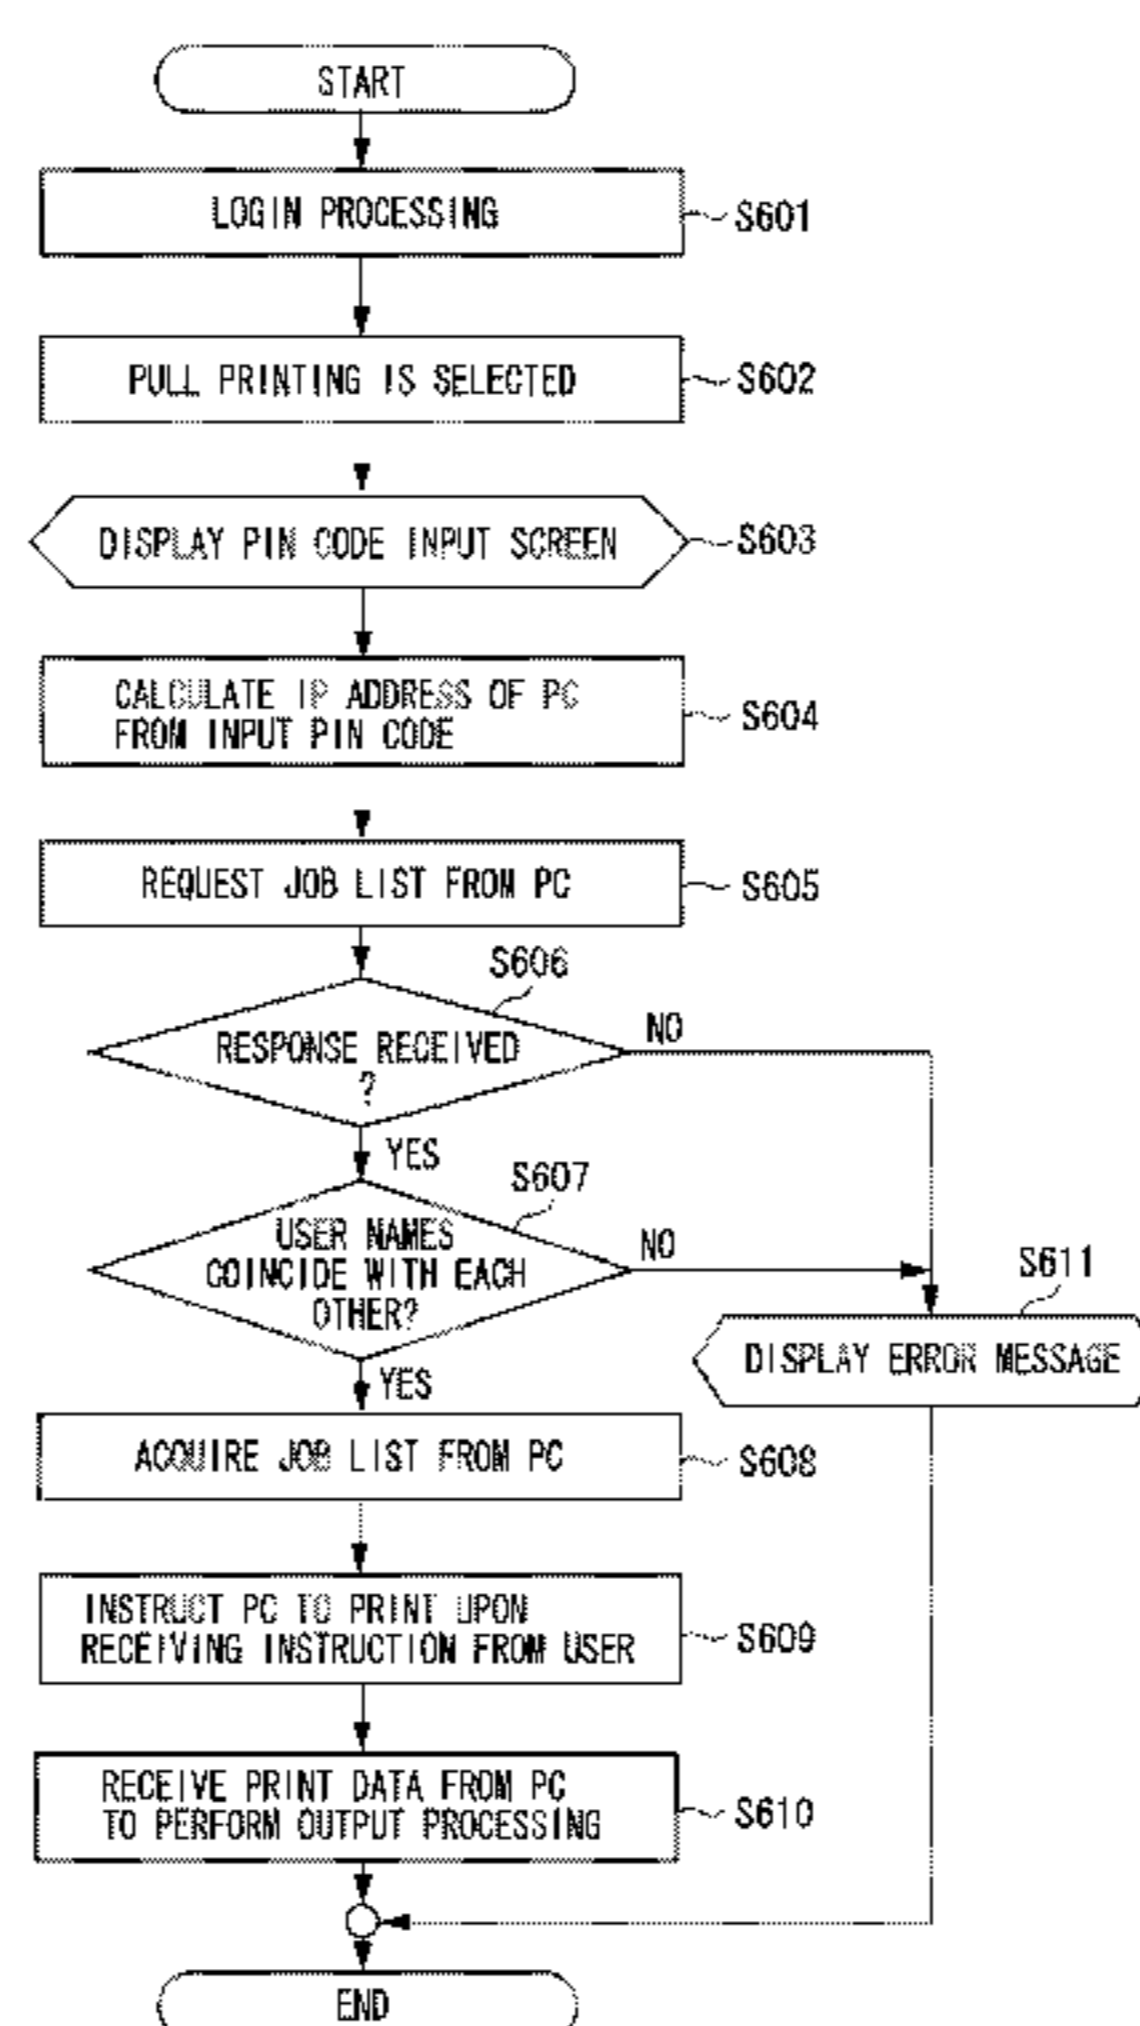 START
LOGIN PROCESSING
S601
PULL PRINTING IS SELECTED
S602
DISPLAY PIN CODE INPUT SCREEN
S603
CALCULATE IP ADDRESS OF PC
FROM INPUT PIN CODE
S604
REQUEST JOB LIST FROM PC
S605
S606
RESPONSE RECEIVED
?
NO
YES
S607
USER NAMES
COINCIDE WITH EACH
OTHER?
NO
YES
S611
DISPLAY ERROR MESSAGE
ACQUIRE JOB LIST FROM PC
S608
INSTRUCT PC TO PRINT UPON
RECEIVING INSTRUCTION FROM USER
S609
RECEIVE PRINT DATA FROM PC
TO PERFORM OUTPUT PROCESSING
S610
END